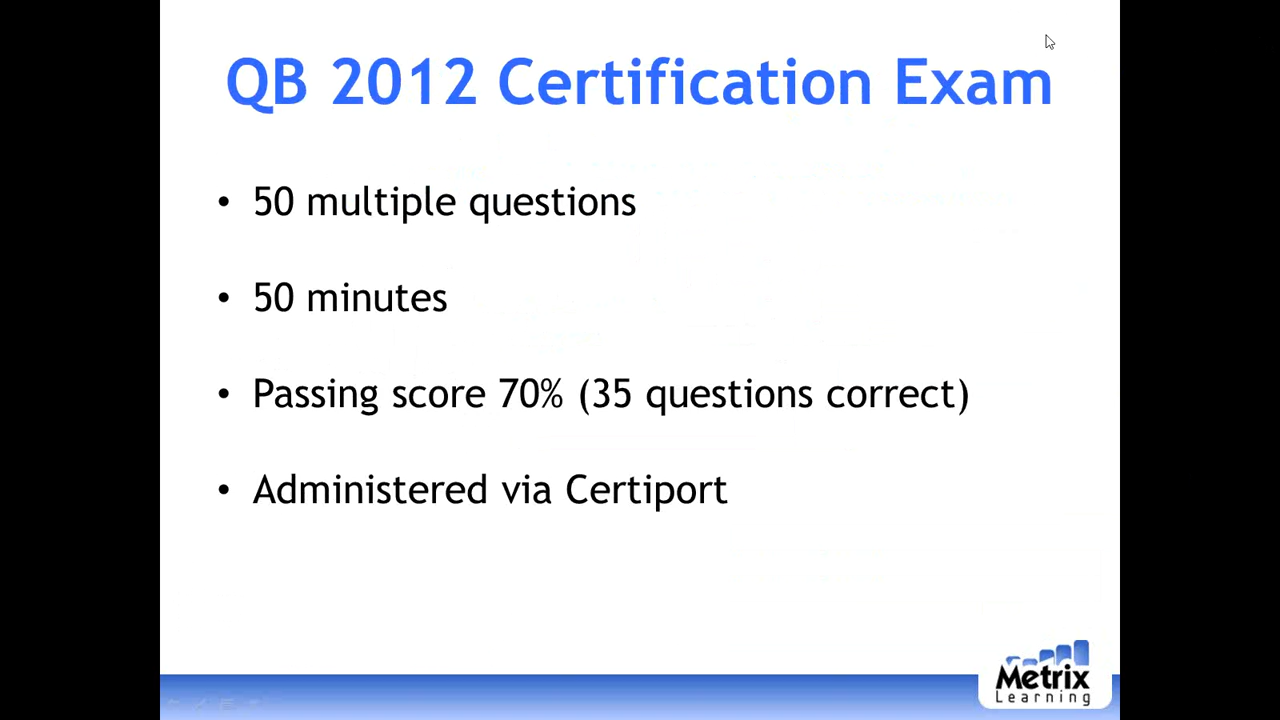 QB 2012 Certification Exam
• 50 multiple questions
• 50 minutes
• Passing score 70% (35 questions correct)
• Administered via Certiport
Metrix
Learning